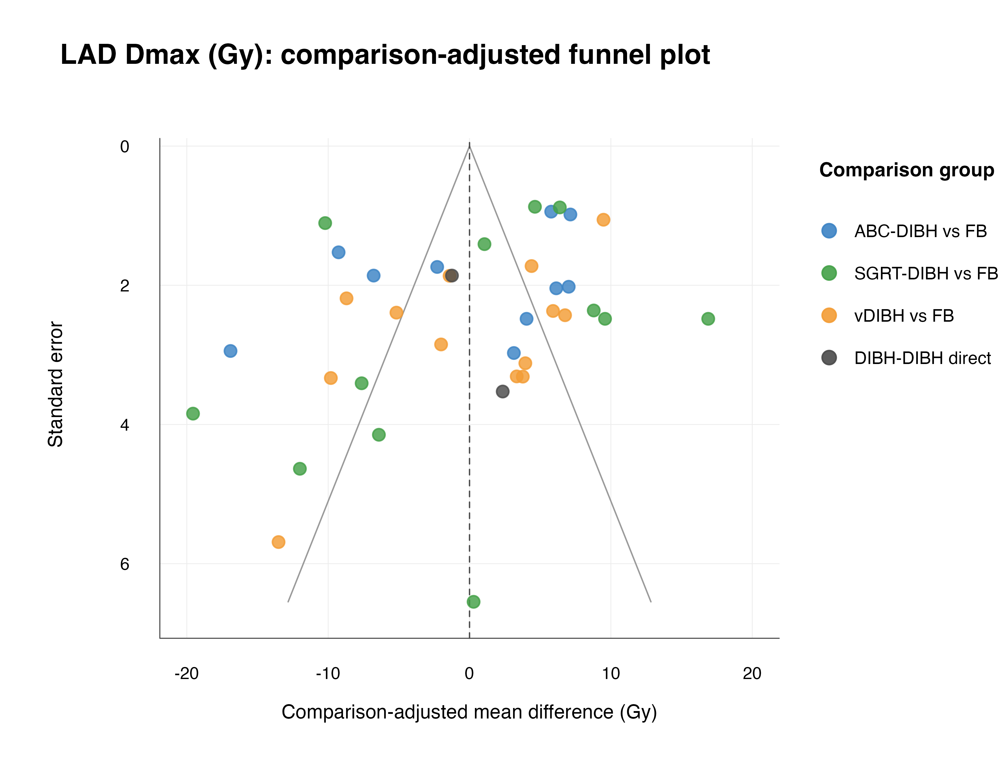 LAD Dmax (Gy): comparison-adjusted funnel plot
0
2
4
6
Standard error
-20
-10
0
10
20
Comparison-adjusted mean difference (Gy)
Comparison group
ABC-DIBH vs FB
SGRT-DIBH vs FB
vDIBH vs FB
DIBH-DIBH direct